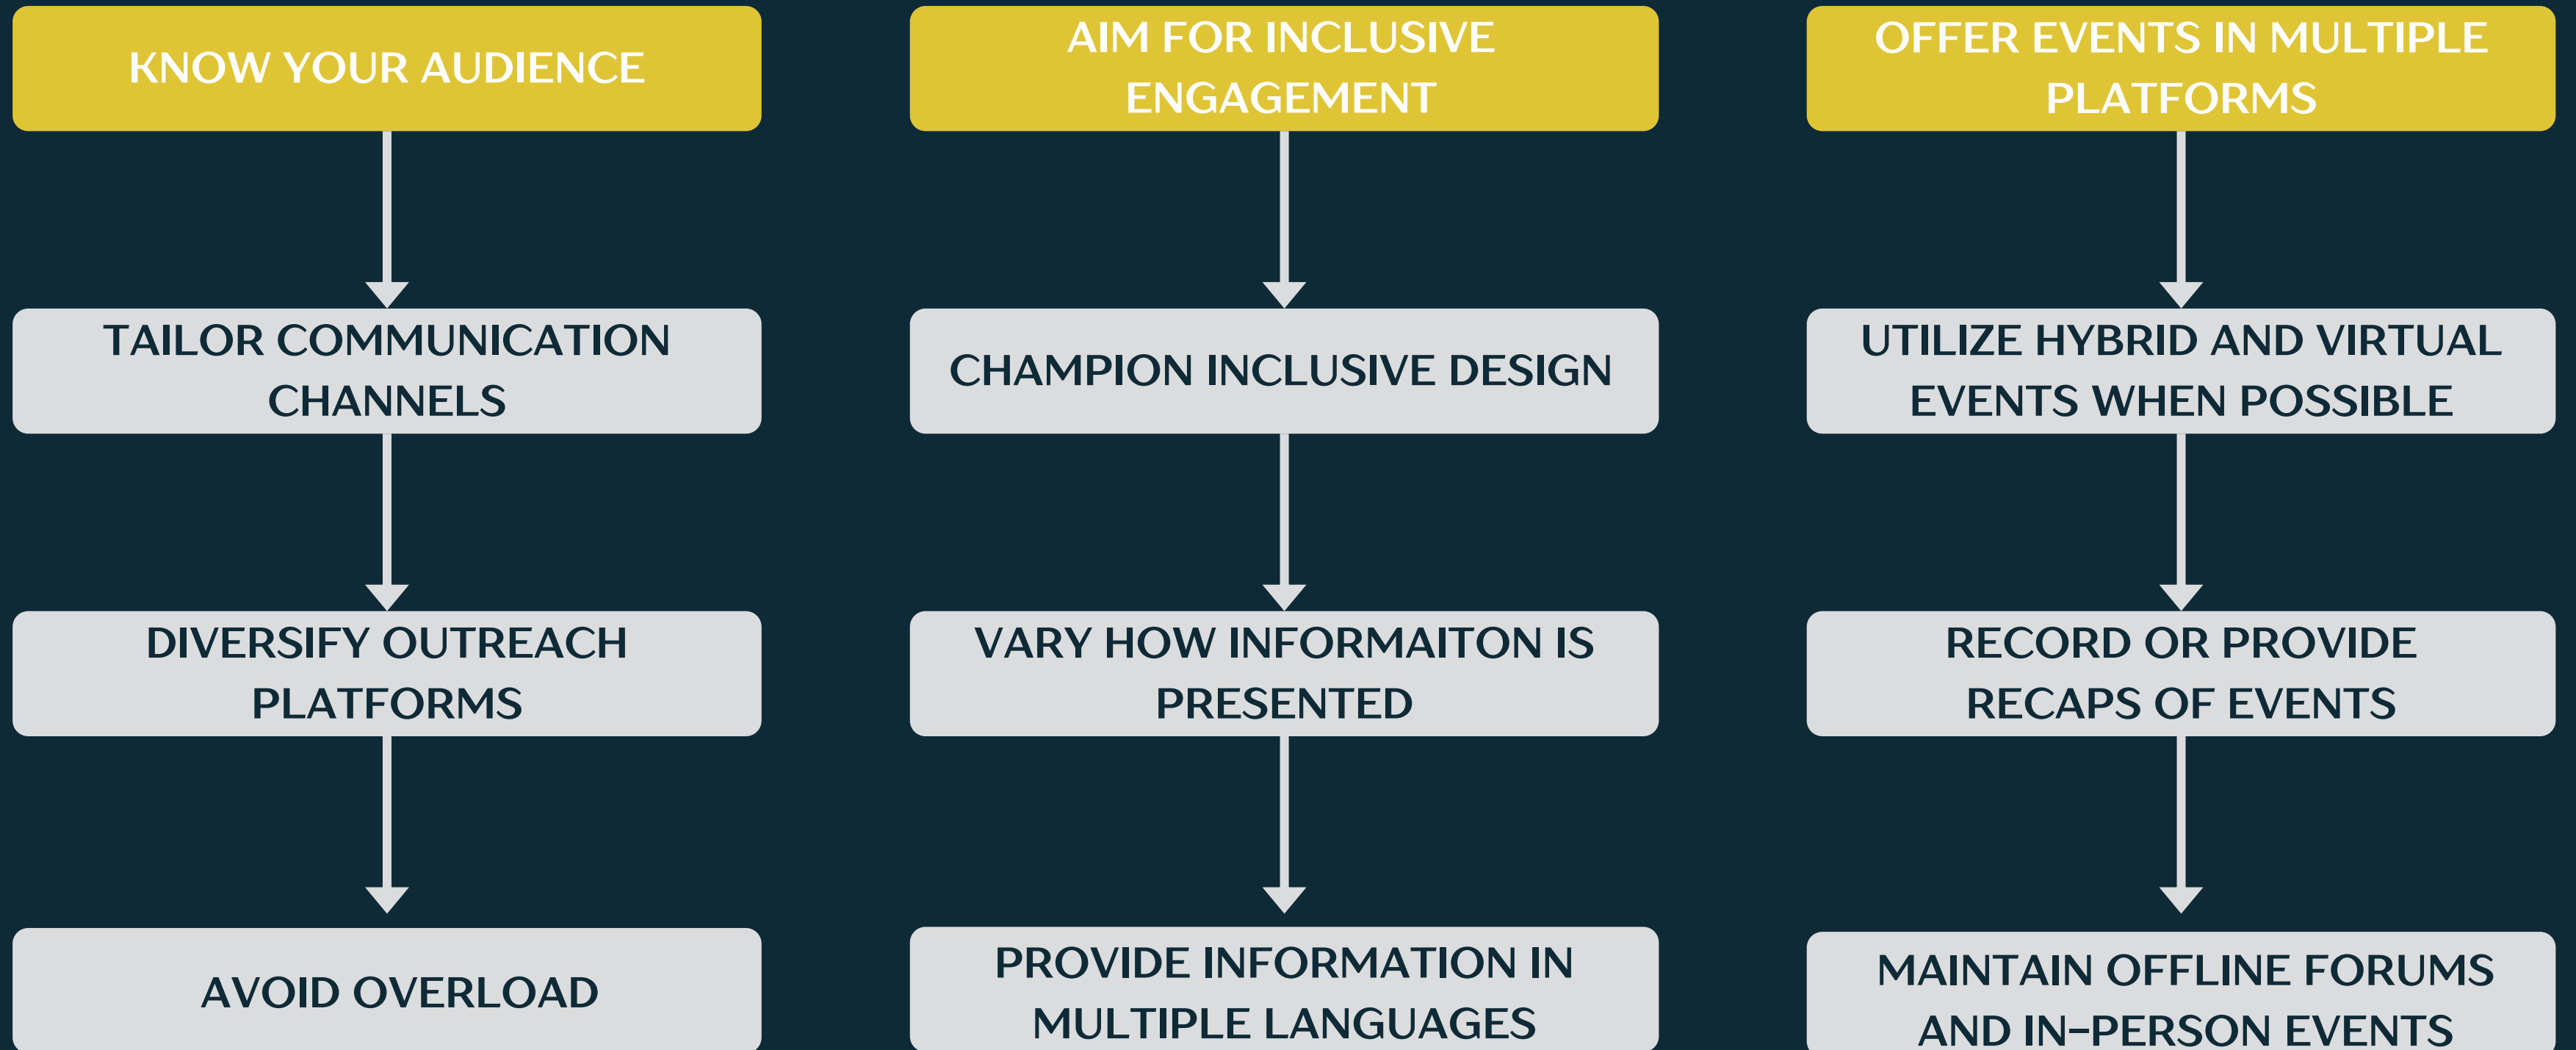 KNOW YOUR AUDIENCE
TAILOR COMMUNICATION
CHANNELS
DIVERSIFY OUTREACH
PLATFORMS
AVOID OVERLOAD
AIM FOR INCLUSIVE
ENGAGEMENT
CHAMPION INCLUSIVE DESIGN
VARY HOW INFORMAITON IS
PRESENTED
PROVIDE INFORMATION IN
MULTIPLE LANGUAGES
OFFER EVENTS IN MULTIPLE
PLATFORMS
UTILIZE HYBRID AND VIRTUAL
EVENTS WHEN POSSIBLE
RECORD OR PROVIDE
RECAPS OF EVENTS
MAINTAIN OFFLINE FORUMS
AND IN-PERSON EVENTS